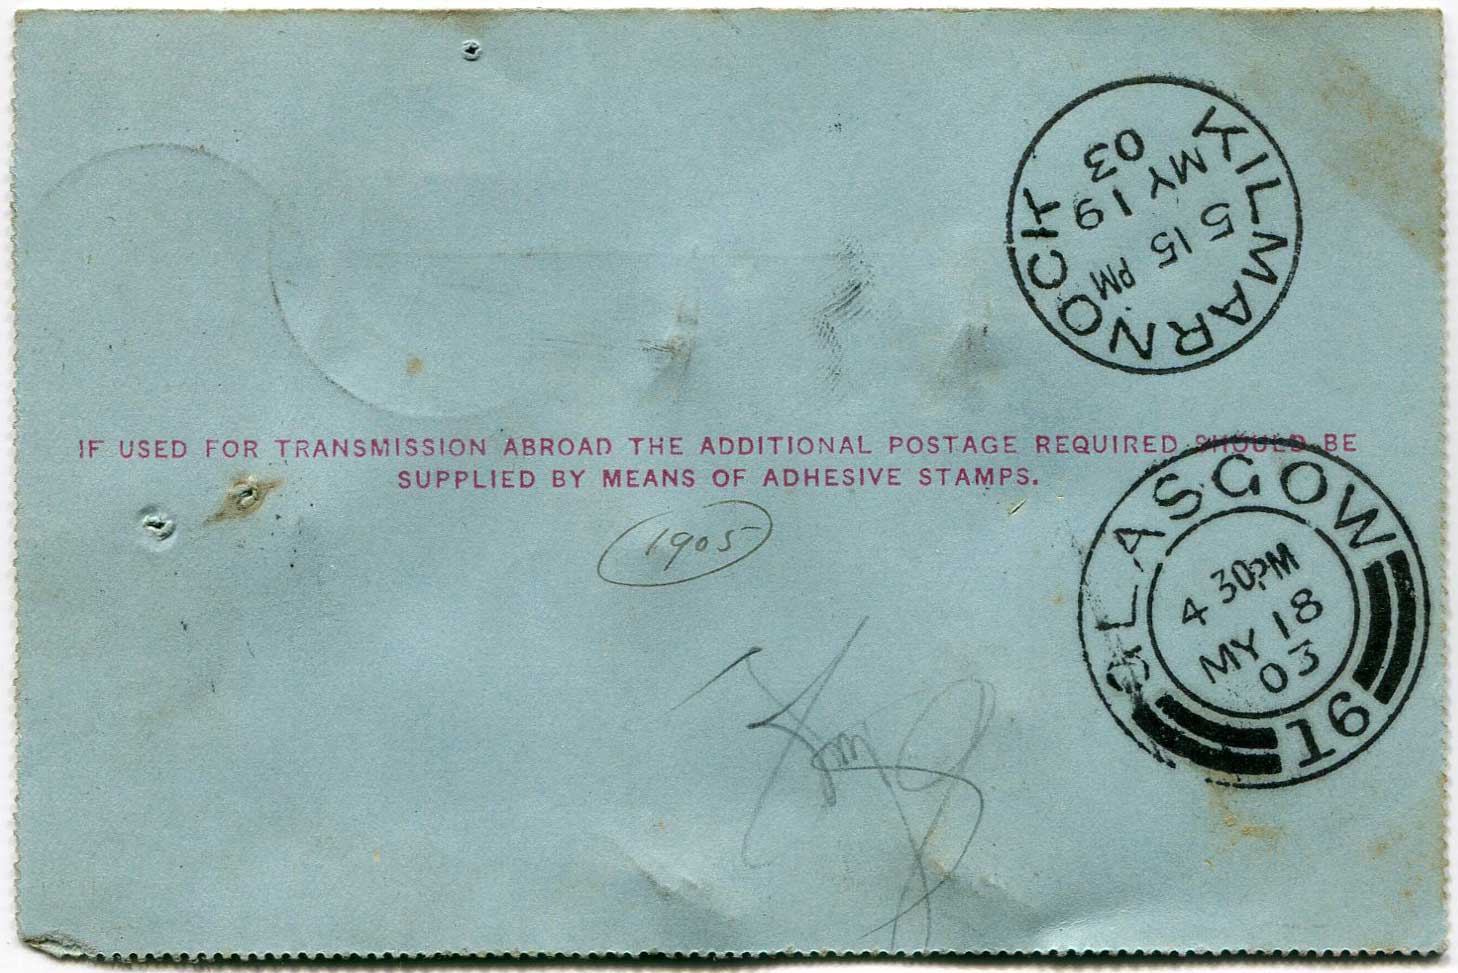 KILMARNOCK
5 15 PM
MY 19
03
IF USED FOR TRANSMISSION ABROAD THE ADDITIONAL POSTAGE REQUIRED SHOULD BE
SUPPLIED BY MEANS OF ADHESIVE STAMPS.
1905
GLASGOW
4 30PM
MY 18
03
16